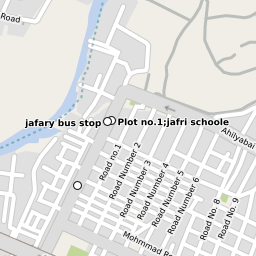 Road
jafary bus stop
Plot no.1;jafri schoole
Ahilyabai
Road no.1
Road Number 2
Road Number 3
Road Number 4
Road Number 5
Road Number 6
Road No. 8
Road No. 9
Mohmmad